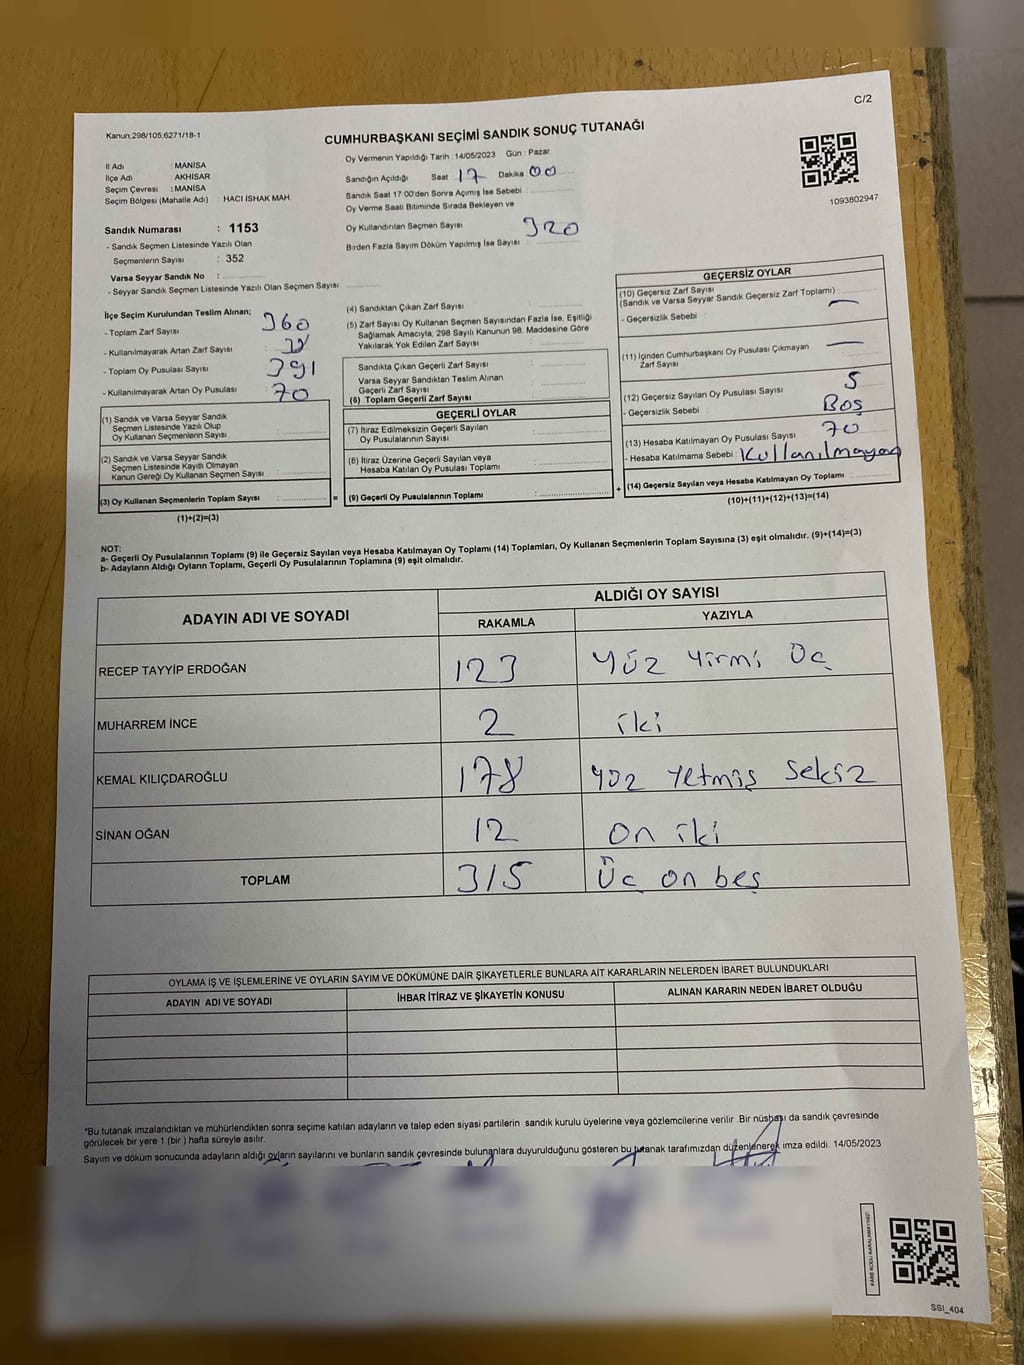 C/2
Kanun:298/105,6271/18-1
CUMHURBAŞKANI SEÇİMİ SANDIK SONUÇ TUTANAĞI
İl Adı : MANİSA
İlçe Adı : AKHİSAR
Seçim Çevresi : MANİSA
Seçim Bölgesi (Mahalle Adı) : HACI İSHAK MAH.
Sandık Numarası : 1153
- Sandık Seçmen Listesinde Yazılı Olan
Seçmenlerin Sayısı : 352
Varsa Seyyar Sandık No :
- Seyyar Sandık Seçmen Listesinde Yazılı Olan Seçmen Sayısı :
Oy Vermenin Yapıldığı Tarih : 14/05/2023 Gün : Pazar
Sandığın Açıldığı Saat 17 Dakika 00
Sandık Saat 17:00'den Sonra Açılmış İse Sebebi :
Oy Verme Saati Bitiminde Sırada Bekleyen ve
Oy Kullandırılan Seçmen Sayısı : 320
Birden Fazla Sayım Döküm Yapılmış İse Sayısı :
1093802947
İlçe Seçim Kurulundan Teslim Alınan;
- Toplam Zarf Sayısı : 360
- Kullanılmayarak Artan Zarf Sayısı :
- Toplam Oy Pusulası Sayısı : 391
- Kullanılmayarak Artan Oy Pusulası : 70
(1) Sandık ve Varsa Seyyar Sandık
Seçmen Listesinde Yazılı Olup
Oy Kullanan Seçmenlerin Sayısı :
(2) Sandık ve Varsa Seyyar Sandık
Seçmen Listesinde Kayıtlı Olmayan
Kanun Gereği Oy Kullanan Seçmen Sayısı :
(3) Oy Kullanan Seçmenlerin Toplam Sayısı :
(1)+(2)=(3)
=
(4) Sandıktan Çıkan Zarf Sayısı :
(5) Zarf Sayısı Oy Kullanan Seçmen Sayısından Fazla İse, Eşitliği
Sağlamak Amacıyla; 298 Sayılı Kanunun 98. Maddesine Göre
Yakılarak Yok Edilen Zarf Sayısı :
Sandıkta Çıkan Geçerli Zarf Sayısı :
Varsa Seyyar Sandıktan Teslim Alınan
Geçerli Zarf Sayısı :
(6) Toplam Geçerli Zarf Sayısı :
GEÇERLİ OYLAR
(7) İtiraz Edilmeksizin Geçerli Sayılan
Oy Pusulalarının Sayısı :
(8) İtiraz Üzerine Geçerli Sayılan veya
Hesaba Katılan Oy Pusulası Toplamı :
(9) Geçerli Oy Pusulalarının Toplamı :
+
GEÇERSİZ OYLAR
(10) Geçersiz Zarf Sayısı
(Sandık ve Varsa Seyyar Sandık Geçersiz Zarf Toplamı) : —
- Geçersizlik Sebebi :
(11) İçinden Cumhurbaşkanı Oy Pusulası Çıkmayan —
Zarf Sayısı :
(12) Geçersiz Sayılan Oy Pusulası Sayısı : 5
- Geçersizlik Sebebi : Boş
(13) Hesaba Katılmayan Oy Pusulası Sayısı : 70
- Hesaba Katılmama Sebebi : Kullanılmayan
(14) Geçersiz Sayılan veya Hesaba Katılmayan Oy Toplamı :
(10)+(11)+(12)+(13)=(14)
NOT:
a- Geçerli Oy Pusulalarının Toplamı (9) ile Geçersiz Sayılan veya Hesaba Katılmayan Oy Toplamı (14) Toplamları, Oy Kullanan Seçmenlerin Toplam Sayısına (3) eşit olmalıdır. (9)+(14)=(3)
b- Adayların Aldığı Oyların Toplamı, Geçerli Oy Pusulalarının Toplamına (9) eşit olmalıdır.
ADAYIN ADI VE SOYADI
ALDIĞI OY SAYISI
RAKAMLA YAZIYLA
RECEP TAYYİP ERDOĞAN 123 Yüz Yirmi Üç
MUHARREM İNCE 2 iki
KEMAL KILIÇDAROĞLU 178 Yüz Yetmiş Sekiz
SİNAN OĞAN 12 on iki
TOPLAM 315 Üç on beş
OYLAMA İŞ VE İŞLEMLERİNE VE OYLARIN SAYIM VE DÖKÜMÜNE DAİR ŞİKAYETLERLE BUNLARA AİT KARARLARIN NELERDEN İBARET BULUNDUKLARI
ADAYIN ADI VE SOYADI İHBAR İTİRAZ VE ŞİKAYETİN KONUSU ALINAN KARARIN NEDEN İBARET OLDUĞU
*Bu tutanak imzalandıktan ve mühürlendikten sonra seçime katılan adayların ve talep eden siyasi partilerin sandık kurulu üyelerine veya gözlemcilerine verilir. Bir nüshası da sandık çevresinde
görülecek bir yere 1 (bir) hafta süreyle asılır.
Sayım ve döküm sonucunda adayların aldığı oyların sayılarını ve bunların sandık çevresinde bulunanlara duyurulduğunu gösteren bu tutanak tarafımızdan düzenlenerek imza edildi. 14/05/2023
KARE KODU KARALAMAYINIZ!
SSI_404